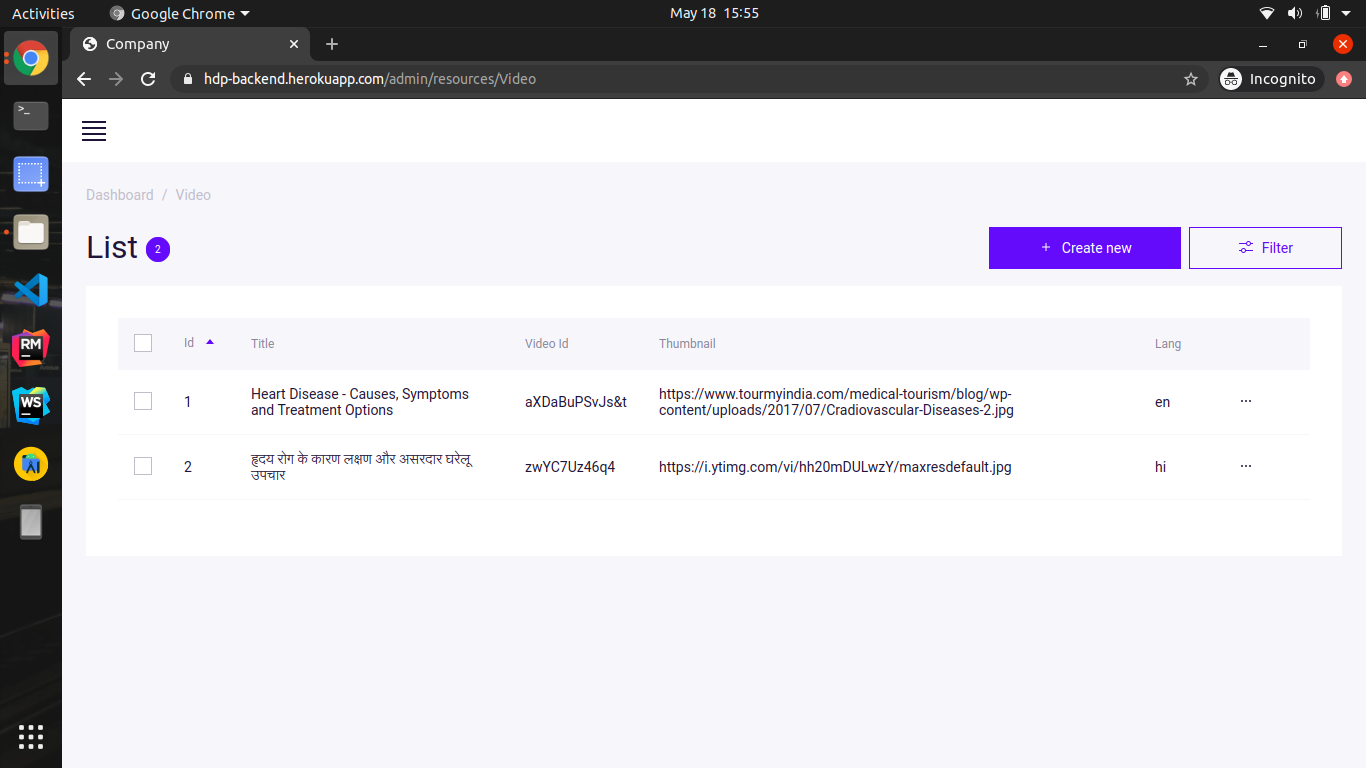 Activities
Google Chrome
May 18 15:55
Company
hdp-backend.herokuapp.com/admin/resources/Video
Incognito
Dashboard / Video
List 2
+ Create new
Filter
Id
Title
Video Id
Thumbnail
Lang
1
Heart Disease - Causes, Symptoms
and Treatment Options
aXDaBuPSvJs&t
https://www.tourmyindia.com/medical-tourism/blog/wp-
content/uploads/2017/07/Cradiovascular-Diseases-2.jpg
en
2
हृदय रोग के कारण लक्षण और असरदार घरेलू
उपचार
zwYC7Uz46q4
https://i.ytimg.com/vi/hh20mDULwzY/maxresdefault.jpg
hi
RM
WS